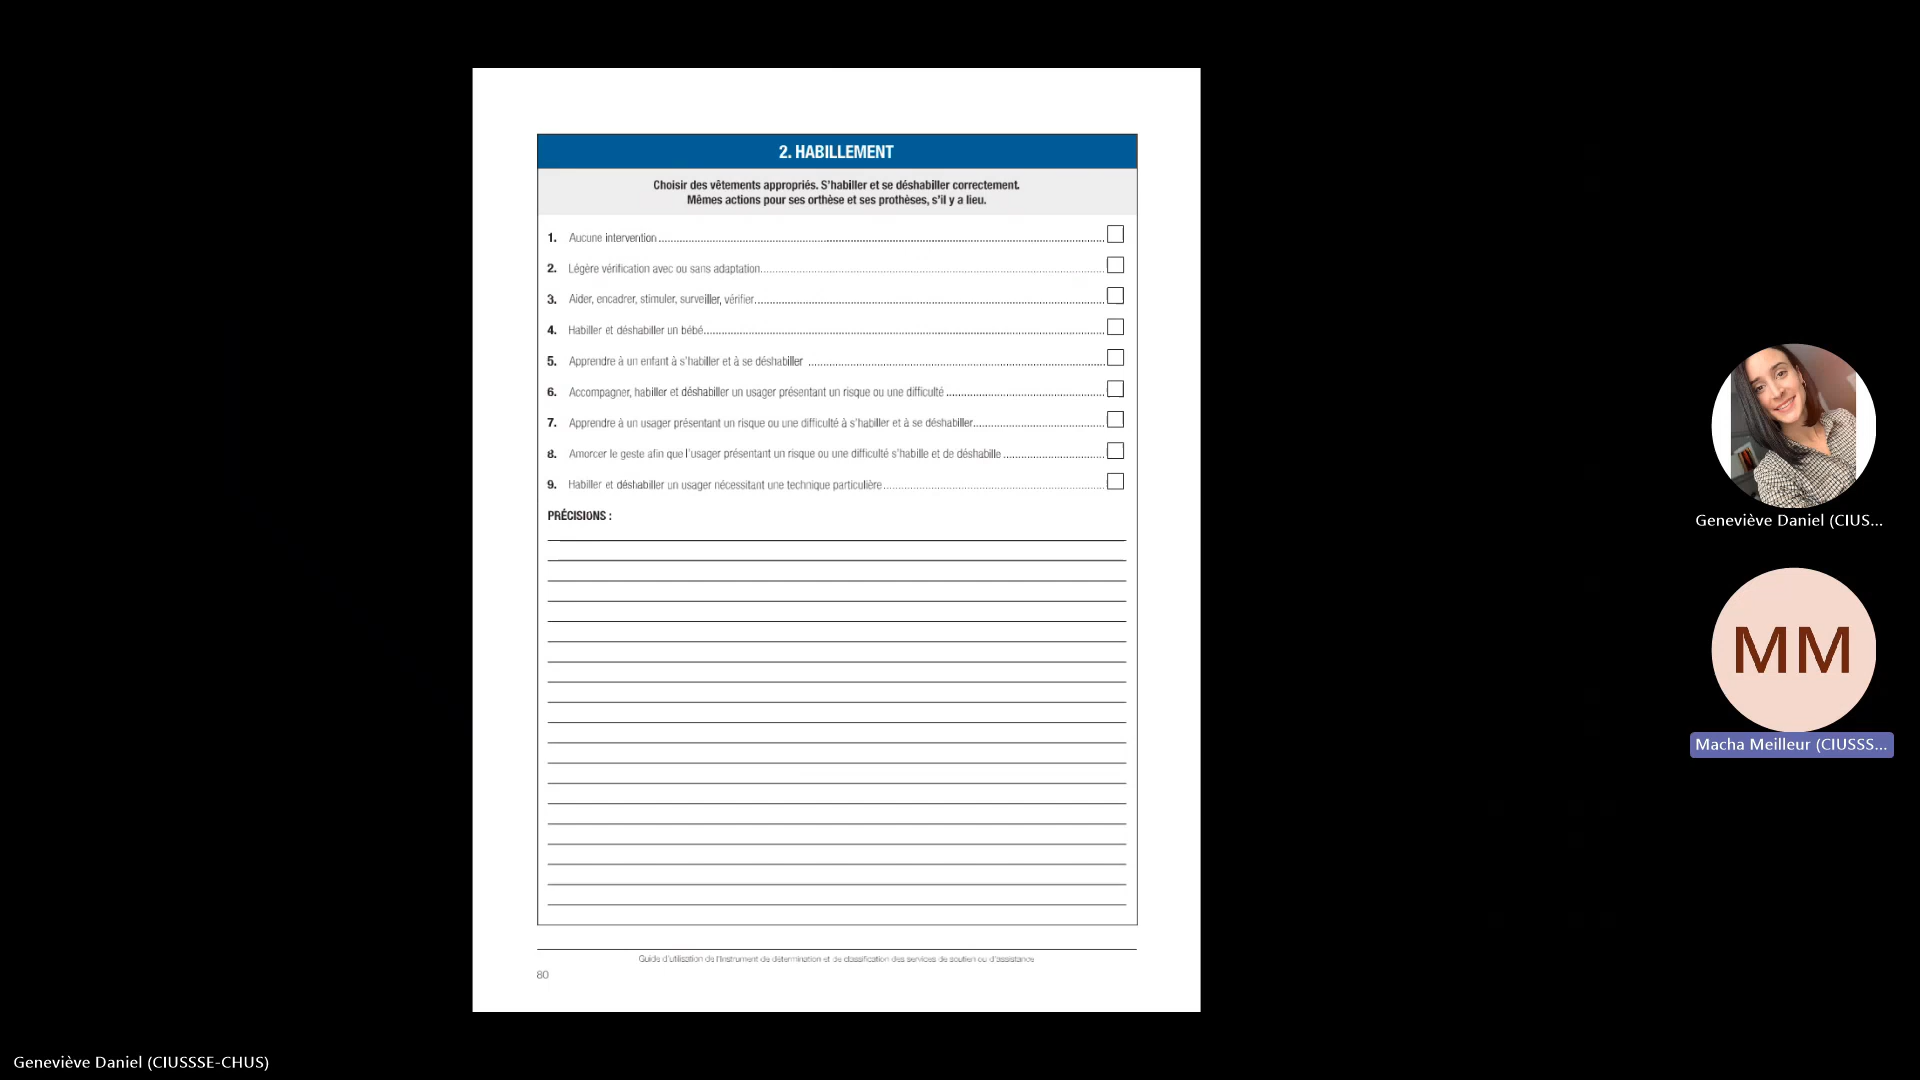 2. HABILLEMENT
Choisir des vêtements appropriés. S'habiller et se déshabiller correctement.
Mêmes actions pour ses orthèse et ses prothèses, s'il y a lieu.
1. Aucune intervention
2. Légère vérification avec ou sans adaptation
3. Aider, encadrer, stimuler, surveiller, vérifier
4. Habiller et déshabiller un bébé
5. Apprendre à un enfant à s'habiller et à se déshabiller
6. Accompagner, habiller et déshabiller un usager présentant un risque ou une difficulté
7. Apprendre à un usager présentant un risque ou une difficulté à s'habiller et à se déshabiller
8. Amorcer le geste afin que l'usager présentant un risque ou une difficulté s'habille et de déshabille
9. Habiller et déshabiller un usager nécessitant une technique particulière
PRÉCISIONS :
Guide d'utilisation de l'Instrument de détermination et de classification des services de soutien ou d'assistance
80
Geneviève Daniel (CIUS...
MM
Macha Meilleur (CIUSSS...
Geneviève Daniel (CIUSSSE-CHUS)